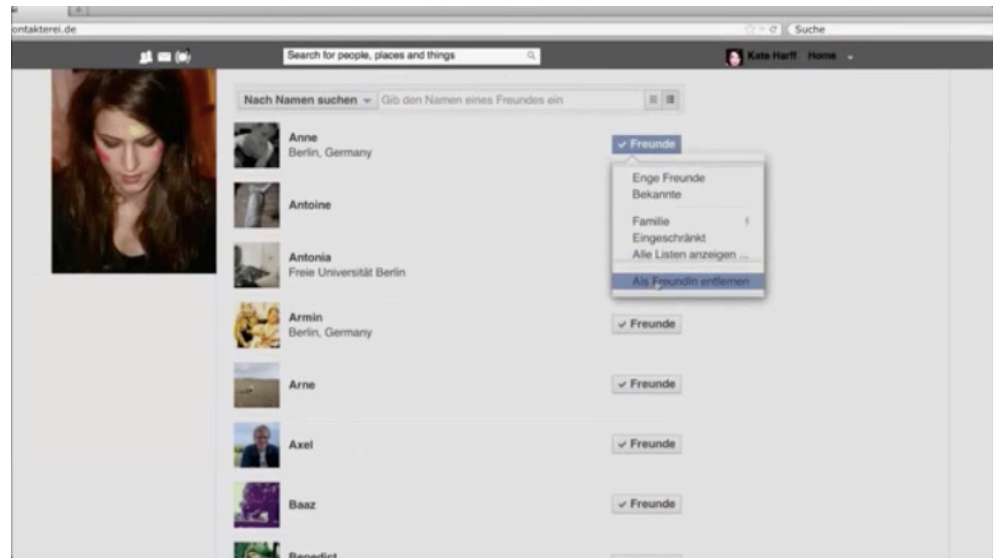 ontakterei.de
Suche
Search for people, places and things
Kate Harff Home
Nach Namen suchen Gib den Namen eines Freundes ein
Anne
Berlin, Germany
✓ Freunde
Enge Freunde
Bekannte
Familie
Eingeschränkt
Alle Listen anzeigen ...
Als FreundIn entfernen
Antoine
Antonia
Freie Universität Berlin
Armin
Berlin, Germany
✓ Freunde
Arne
✓ Freunde
Axel
✓ Freunde
Baaz
✓ Freunde
Benedict